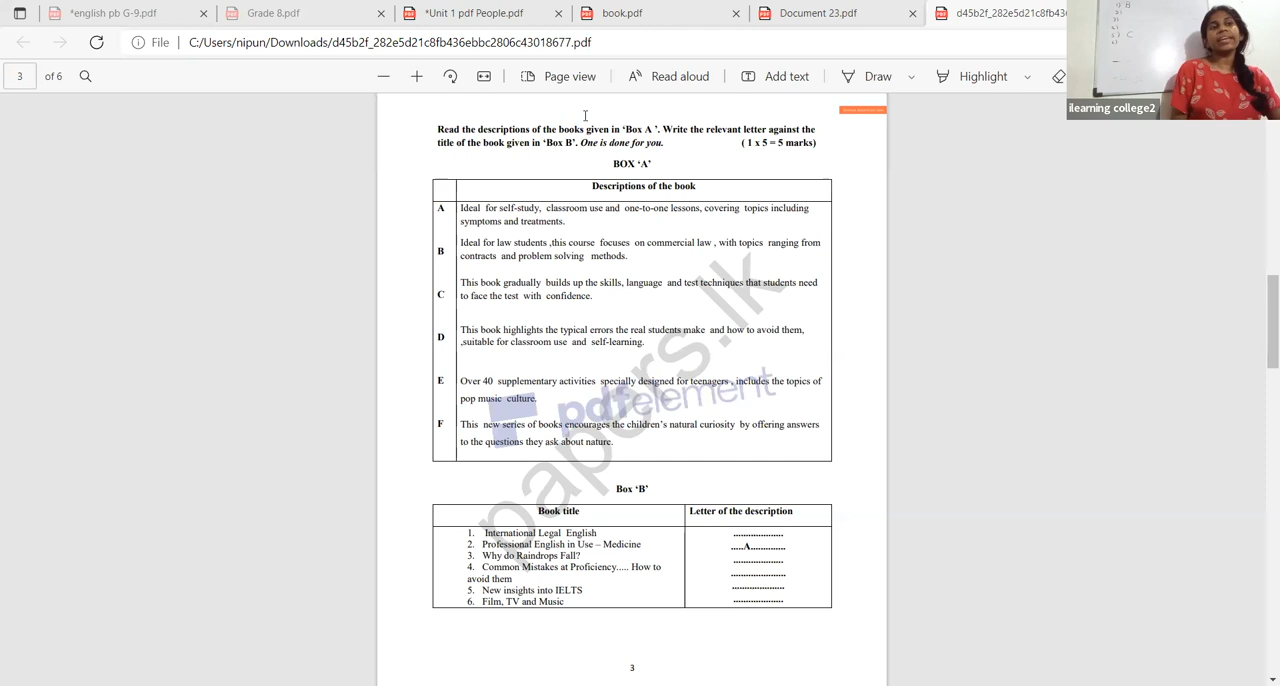 *english pb G-9.pdf
Grade 8.pdf
*Unit 1 pdf People.pdf
book.pdf
Document 23.pdf
d45b2f_282e5d21c8fb43
File
C:/Users/nipun/Downloads/d45b2f_282e5d21c8fb436ebbc2806c43018677.pdf
3 of 6
Page view
Read aloud
Add text
Draw
Highlight
ilearning college2
Read the descriptions of the books given in ‘Box A ’. Write the relevant letter against the
title of the book given in ‘Box B’. One is done for you. ( 1 x 5 = 5 marks)
BOX ‘A’
Descriptions of the book
A Ideal for self-study, classroom use and one-to-one lessons, covering topics including
symptoms and treatments.
B Ideal for law students ,this course focuses on commercial law , with topics ranging from
contracts and problem solving methods.
C This book gradually builds up the skills, language and test techniques that students need
to face the test with confidence.
D This book highlights the typical errors the real students make and how to avoid them,
,suitable for classroom use and self-learning.
E Over 40 supplementary activities specially designed for teenagers , includes the topics of
pop music culture.
F This new series of books encourages the children’s natural curiosity by offering answers
to the questions they ask about nature.
papers.lk
pdfelement
Box ‘B’
Book title Letter of the description
1. International Legal English ....................
2. Professional English in Use – Medicine .....A..............
3. Why do Raindrops Fall? ....................
4. Common Mistakes at Proficiency..... How to ....................
avoid them
5. New insights into IELTS ....................
6. Film, TV and Music ....................
3